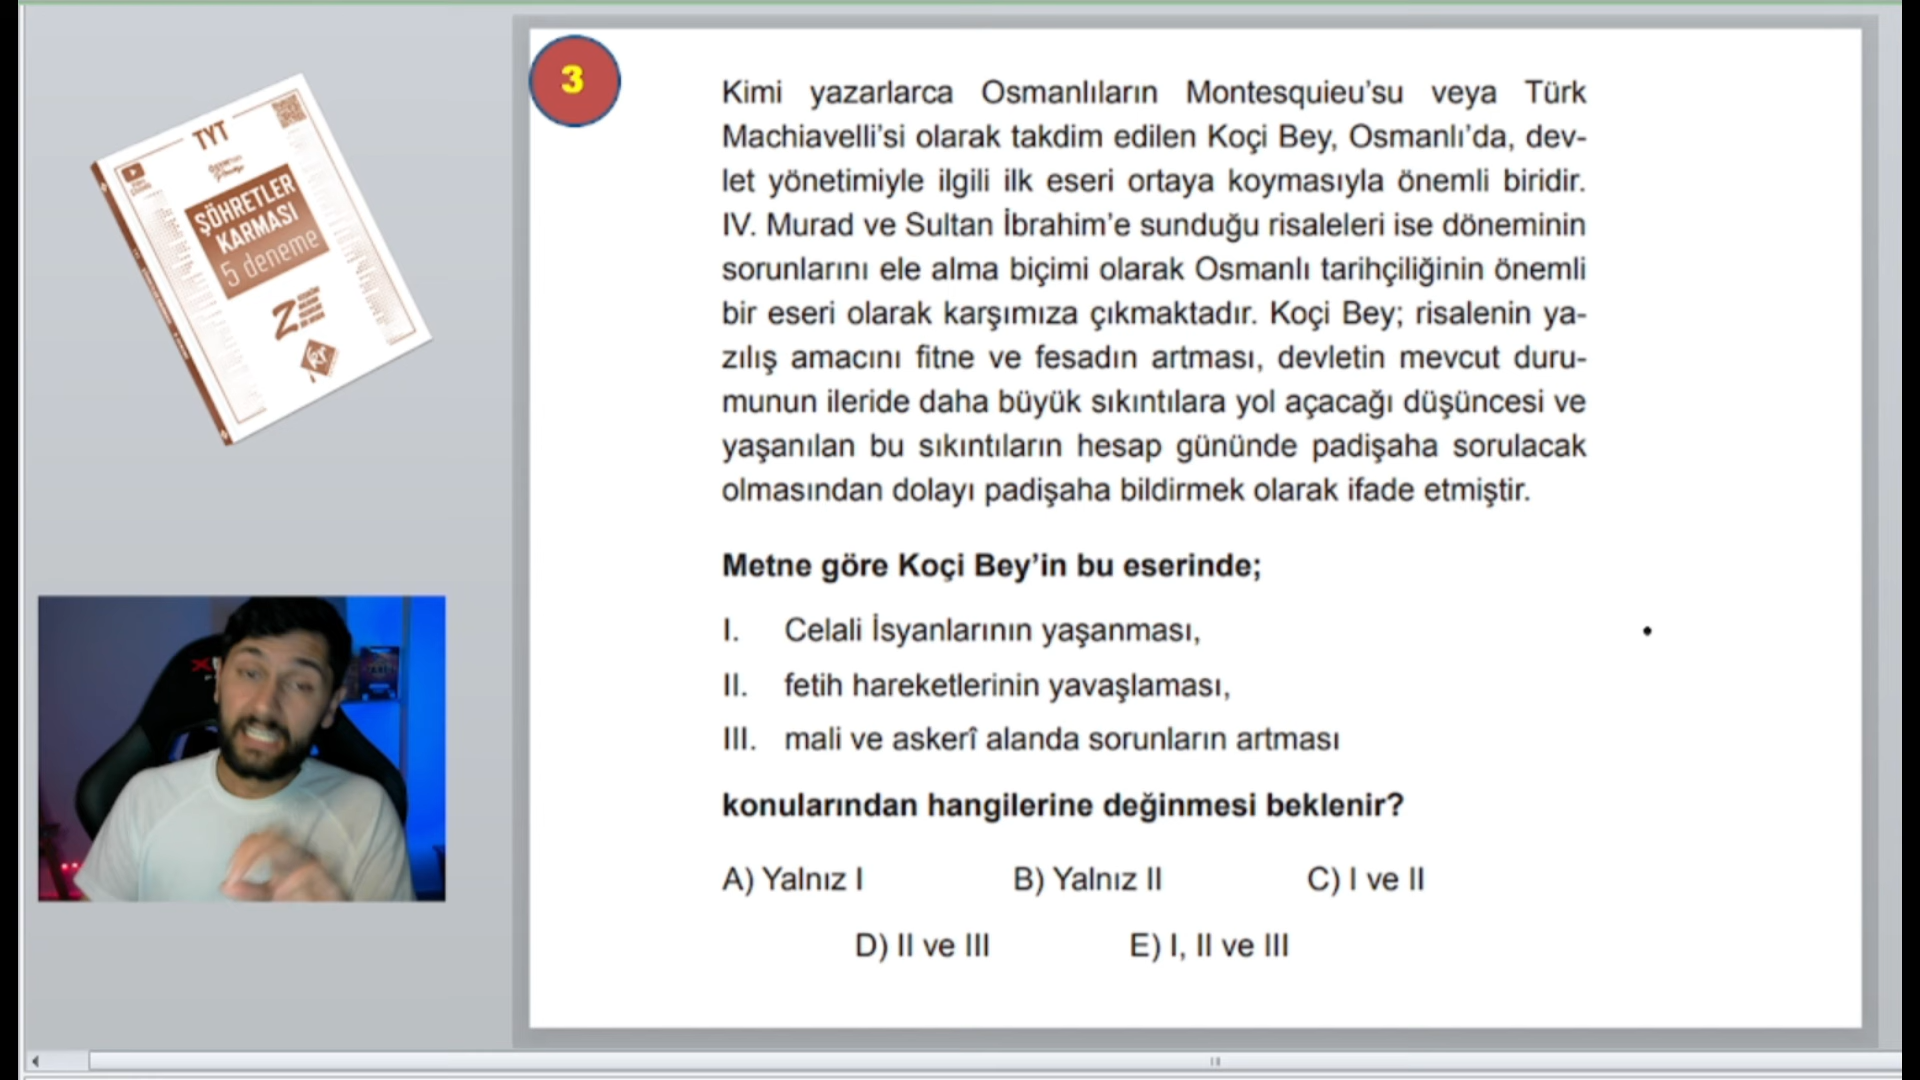 3
Kimi yazarlarca Osmanlıların Montesquieu’su veya Türk
Machiavelli’si olarak takdim edilen Koçi Bey, Osmanlı’da, dev-
let yönetimiyle ilgili ilk eseri ortaya koymasıyla önemli biridir.
IV. Murad ve Sultan İbrahim’e sunduğu risaleleri ise döneminin
sorunlarını ele alma biçimi olarak Osmanlı tarihçiliğinin önemli
bir eseri olarak karşımıza çıkmaktadır. Koçi Bey; risalenin ya-
zılış amacını fitne ve fesadın artması, devletin mevcut duru-
munun ileride daha büyük sıkıntılara yol açacağı düşüncesi ve
yaşanılan bu sıkıntıların hesap gününde padişaha sorulacak
olmasından dolayı padişaha bildirmek olarak ifade etmiştir.
Metne göre Koçi Bey’in bu eserinde;
I. Celali İsyanlarının yaşanması,
II. fetih hareketlerinin yavaşlaması,
III. mali ve askerî alanda sorunların artması
konularından hangilerine değinmesi beklenir?
A) Yalnız I B) Yalnız II C) I ve II
D) II ve III E) I, II ve III
TYT
ŞÖHRETLER
KARMASI
5 deneme
Z
kr